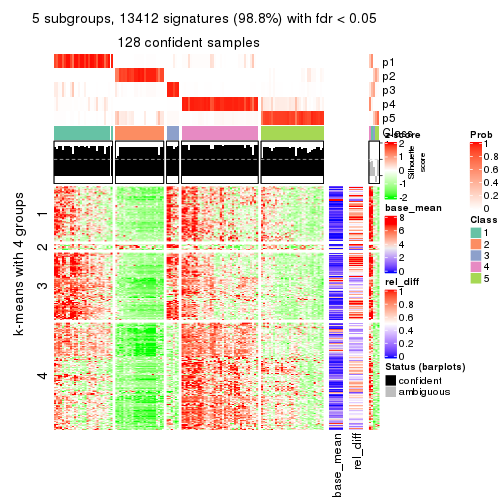 5 subgroups, 13412 signatures (98.8%) with fdr < 0.05
128 confident samples
p1
p2
p3
p4
p5
Class
z-score
2
1
0
-1
-2
Silhouette
score
Prob
1
0.8
0.6
0.4
0.2
0
base_mean
8
6
4
2
0
Class
1
2
3
4
5
rel_diff
1
0.8
0.6
0.4
0.2
0
Status (barplots)
confident
ambiguous
k-means with 4 groups
1
2
3
4
base_mean
rel_diff